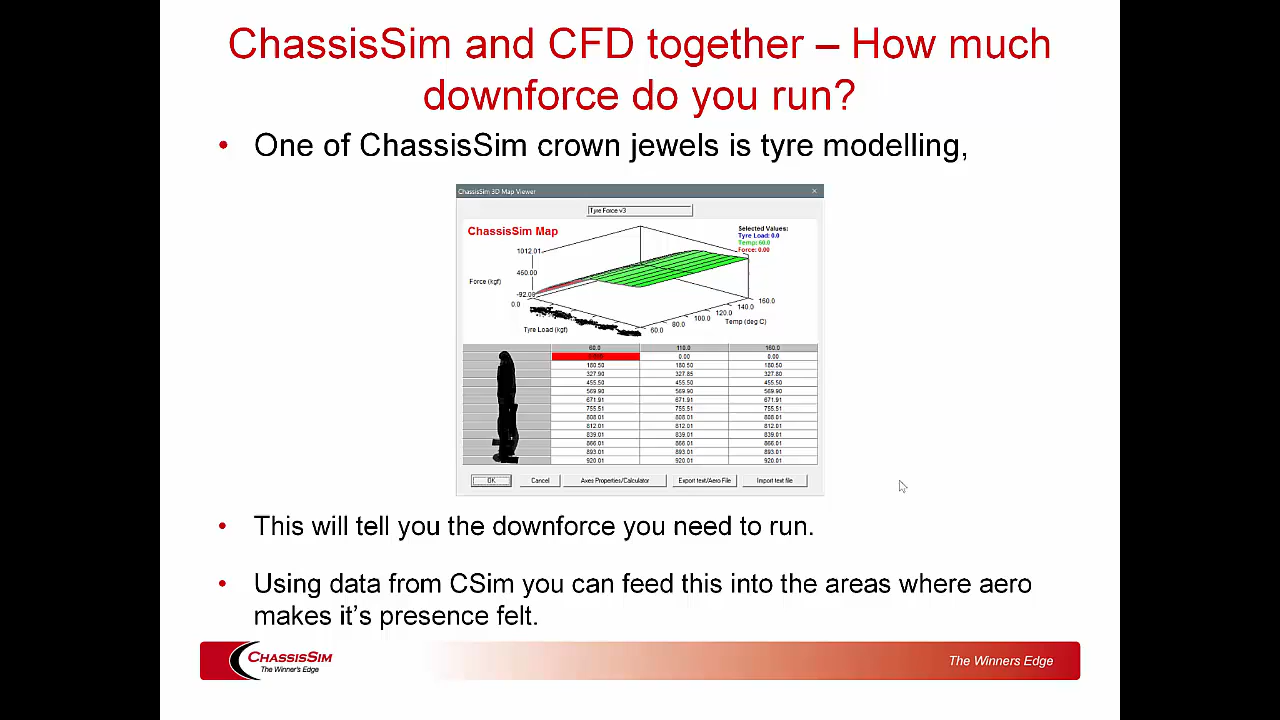 ChassisSim and CFD together – How much
downforce do you run?
• One of ChassisSim crown jewels is tyre modelling,
ChassisSim 3D Map Viewer
Tyre Force v3
ChassisSim Map
Selected Values:
Tyre Load: 0.0
Temp: 60.0
Force: 0.00
1012.01
460.00
-92.00
Force (kgf)
0.0
Tyre Load (kgf)
60.0
80.0
100.0
120.0
140.0
160.0
Temp (deg C)
60.0 110.0 160.0
0.00 0.00
180.50 180.50 180.50
327.90 327.85 327.80
455.50 455.50 455.50
569.90 569.90 569.90
671.91 671.91 671.91
755.51 755.51 755.51
808.01 808.01 808.01
812.01 812.01 812.01
839.01 839.01 839.01
866.01 866.01 866.01
893.01 893.01 893.01
920.01 920.01 920.01
OK Cancel Axes Properties/Calculator Export text/Aero File Import text file
• This will tell you the downforce you need to run.
• Using data from CSim you can feed this into the areas where aero
makes it’s presence felt.
CHASSISSIM
The Winner's Edge
The Winners Edge